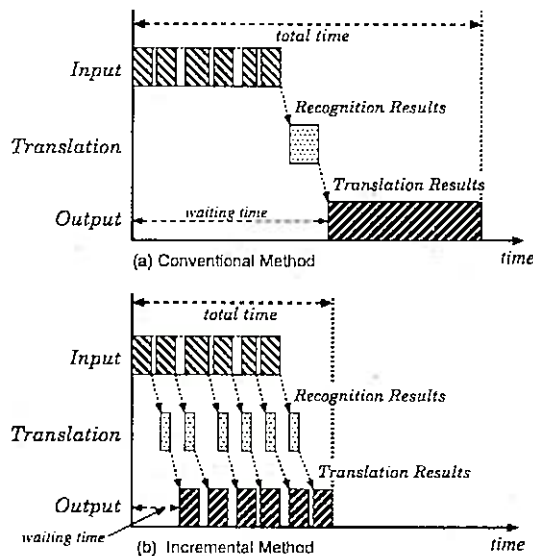 total time
Input
Recognition Results
Translation
Translation Results
waiting time
Output
time
(a) Conventional Method
total time
Input
Recognition Results
Translation
Translation Results
Output
waiting time
time
(b) Incremental Method